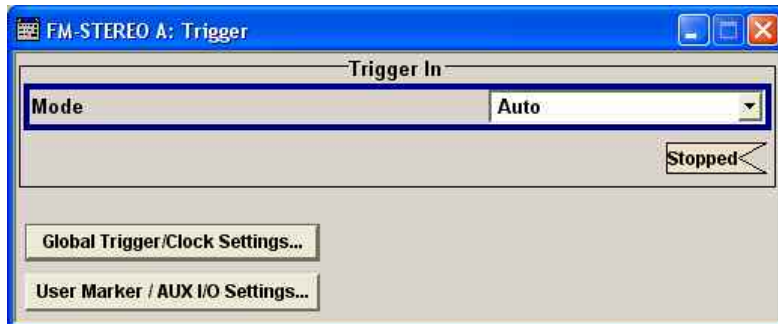 FM-STEREO A: Trigger
Trigger In
Mode Auto
Stopped
Global Trigger/Clock Settings...
User Marker / AUX I/O Settings...